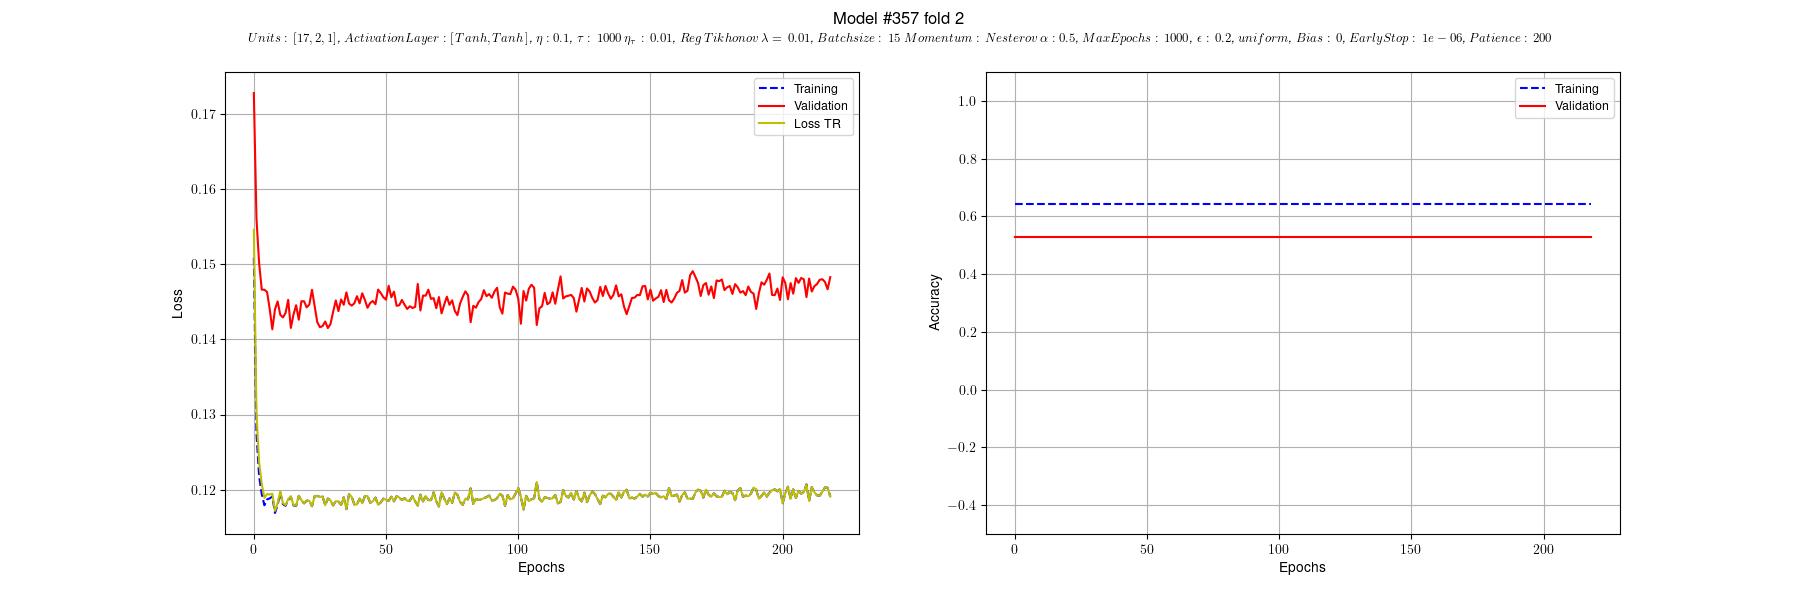 Model #357 fold 2
Units : [17, 2, 1], ActivationLayer : [Tanh, Tanh], η : 0.1, τ : 1000 η_τ : 0.01, Reg Tikhonov λ = 0.01, Batchsize : 15 Momentum : Nesterov α : 0.5, MaxEpochs : 1000, ϵ : 0.2, uniform, Bias : 0, EarlyStop : 1e − 06, Patience : 200
Training
Validation
Loss TR
0.17
0.16
0.15
0.14
0.13
0.12
Loss
0 50 100 150 200
Epochs
Training
Validation
1.0
0.8
0.6
0.4
0.2
0.0
−0.2
−0.4
Accuracy
0 50 100 150 200
Epochs